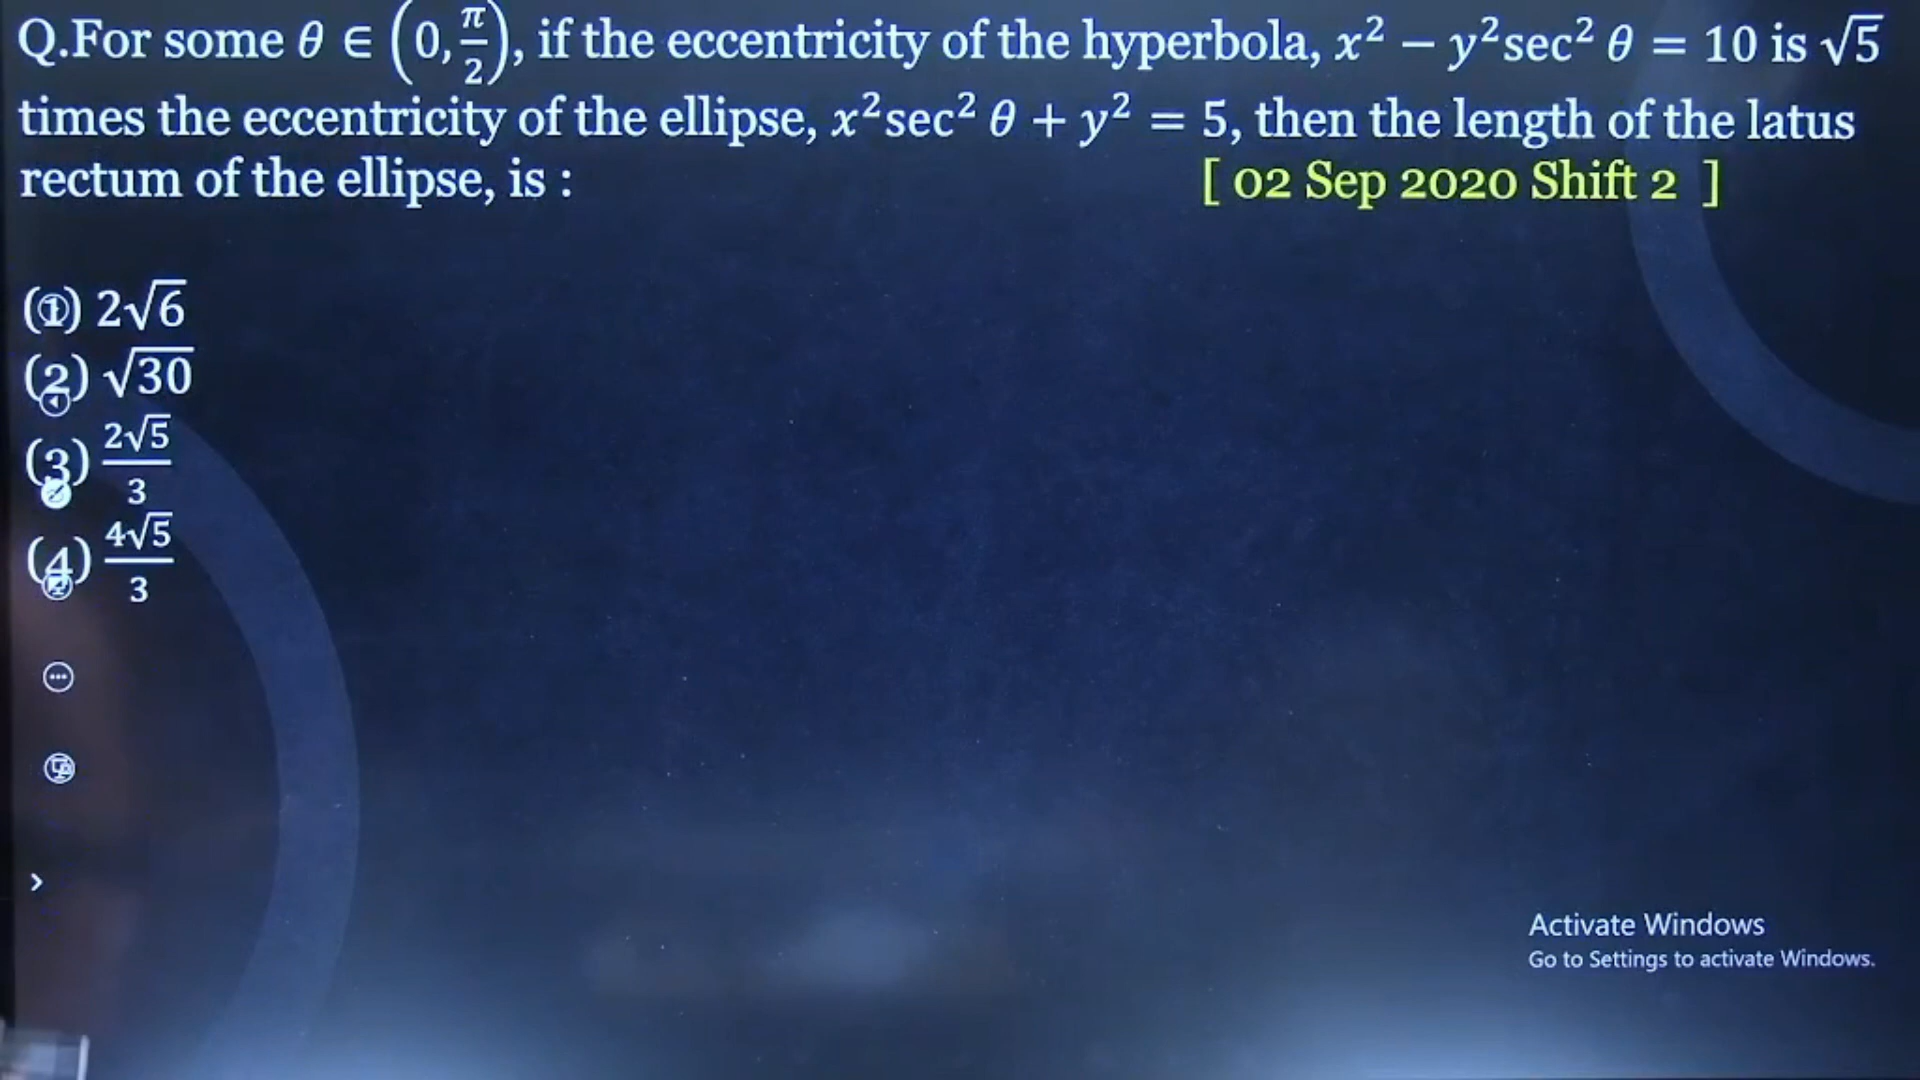 Q.For some θ ∈ (0, π/2), if the eccentricity of the hyperbola, x² − y²sec² θ = 10 is √5
times the eccentricity of the ellipse, x²sec² θ + y² = 5, then the length of the latus
rectum of the ellipse, is :
[ 02 Sep 2020 Shift 2 ]
(1) 2√6
(2) √30
(3) 2√5/3
(4) 4√5/3
Activate Windows
Go to Settings to activate Windows.